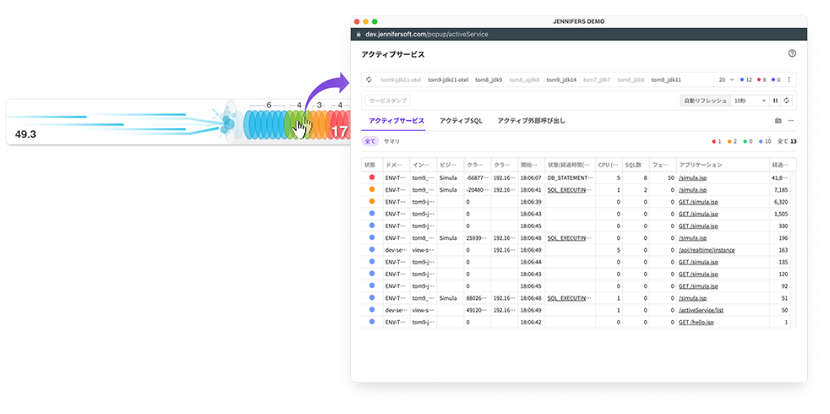 JENNIFER5 DEMO
dev.jennifersoft.com/popup/activeService
アクティブサービス
tom9-jdk11-otel tom9-jdk11-otel tom8_jdk9 tom8_ojdk8 tom9_jdk14 tom7_jdk7 tom8_jdk8 tom9_jdk11 20 12 8 0
サービスダンプ 自動リフレッシュ 10秒
アクティブサービス アクティブSQL アクティブ外部呼び出し
全て サマリ 1 2 0 10 全て 13
6 4 3 4
49.3 17
状態 ドメ… イン… ビジ… クラ… クラ… 開始… 状態(経過時間(… CPU (… SQL数 フェ… アプリケーション 経過…
ENV-T… tom9_… Simula -66877… 192.16… 18:06:07 DB_STATEMENT… 5 8 50 /simula.jsp 41,8…
ENV-T… tom9_… Simula -20480… 192.16… 18:06:41 SQL_EXECUTIN… 1 2 0 /simula.jsp 7,185
ENV-T… tom9-j… 0 18:06:39 0 0 0 GET /simula.jsp 6,320
ENV-T… tom9-j… 0 18:06:43 0 0 0 GET /simula.jsp 1,505
ENV-T… tom9-j… 0 18:06:45 0 0 0 GET /simula.jsp 330
ENV-T… tom8_… Simula 25939… 192.16… 18:06:48 SQL_EXECUTIN… 0 0 0 /simula.jsp 196
dev-se… view-s… 0 192.16… 18:06:49 5 0 0 /api/realtime/instance 163
ENV-T… tom9-j… 0 18:06:44 0 0 0 GET /simula.jsp 135
ENV-T… tom9-j… 0 18:06:43 0 0 0 GET /simula.jsp 120
ENV-T… tom9-j… 0 18:06:45 0 0 0 GET /simula.jsp 92
ENV-T… tom9_… Simula 88026… 192.16… 18:06:48 SQL_EXECUTIN… 1 0 0 /simula.jsp 51
dev-se… view-s… 49120… 192.16… 18:06:49 1 0 0 /activeService/list 50
ENV-T… tom9-j… 0 18:06:42 0 0 0 GET /hello.jsp 1